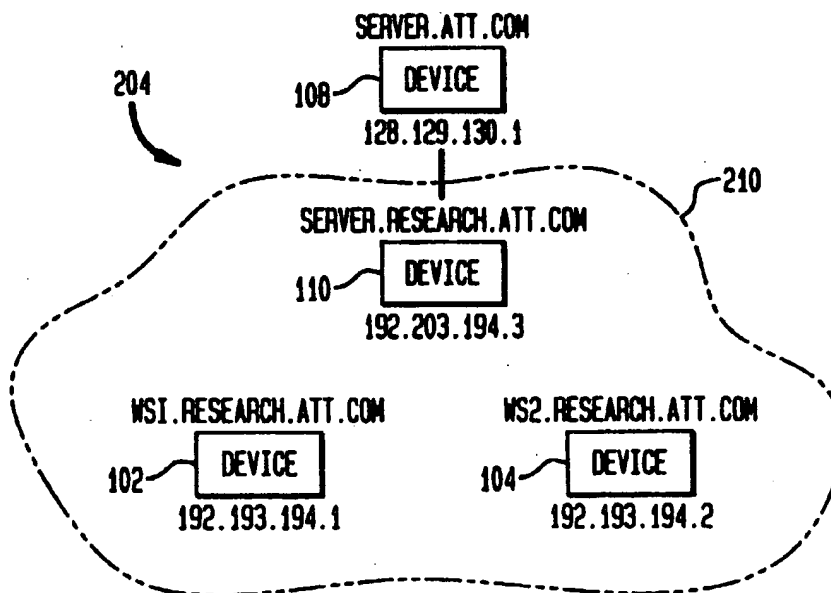 SERVER.ATT.COM
204
108
DEVICE
128.129.130.1
210
SERVER.RESEARCH.ATT.COM
110
DEVICE
192.203.194.3
WSI.RESEARCH.ATT.COM
WS2.RESEARCH.ATT.COM
102
DEVICE
104
DEVICE
192.193.194.1
192.193.194.2